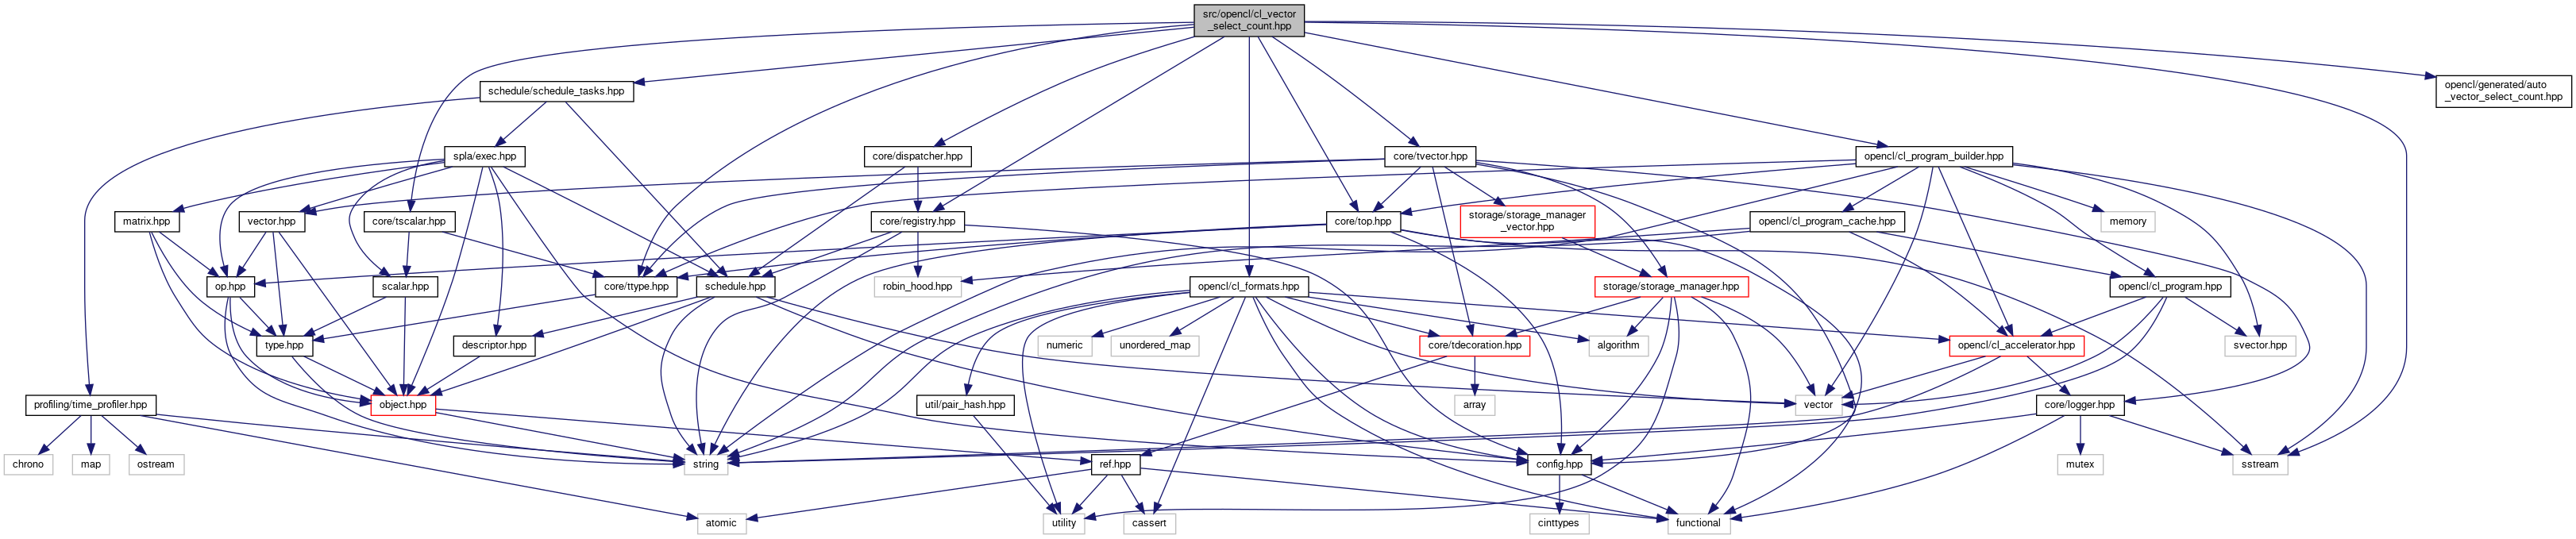 src/opencl/cl_vector
_select_count.hpp
schedule/schedule_tasks.hpp
opencl/generated/auto
_vector_select_count.hpp
spla/exec.hpp
core/dispatcher.hpp
core/tvector.hpp
opencl/cl_program_builder.hpp
matrix.hpp
vector.hpp
core/tscalar.hpp
core/registry.hpp
core/top.hpp
storage/storage_manager
_vector.hpp
opencl/cl_program_cache.hpp
memory
op.hpp
scalar.hpp
core/ttype.hpp
schedule.hpp
robin_hood.hpp
opencl/cl_formats.hpp
storage/storage_manager.hpp
opencl/cl_program.hpp
type.hpp
descriptor.hpp
numeric
unordered_map
core/tdecoration.hpp
algorithm
opencl/cl_accelerator.hpp
svector.hpp
profiling/time_profiler.hpp
object.hpp
util/pair_hash.hpp
array
vector
core/logger.hpp
chrono
map
ostream
string
ref.hpp
config.hpp
mutex
sstream
atomic
utility
cassert
cinttypes
functional